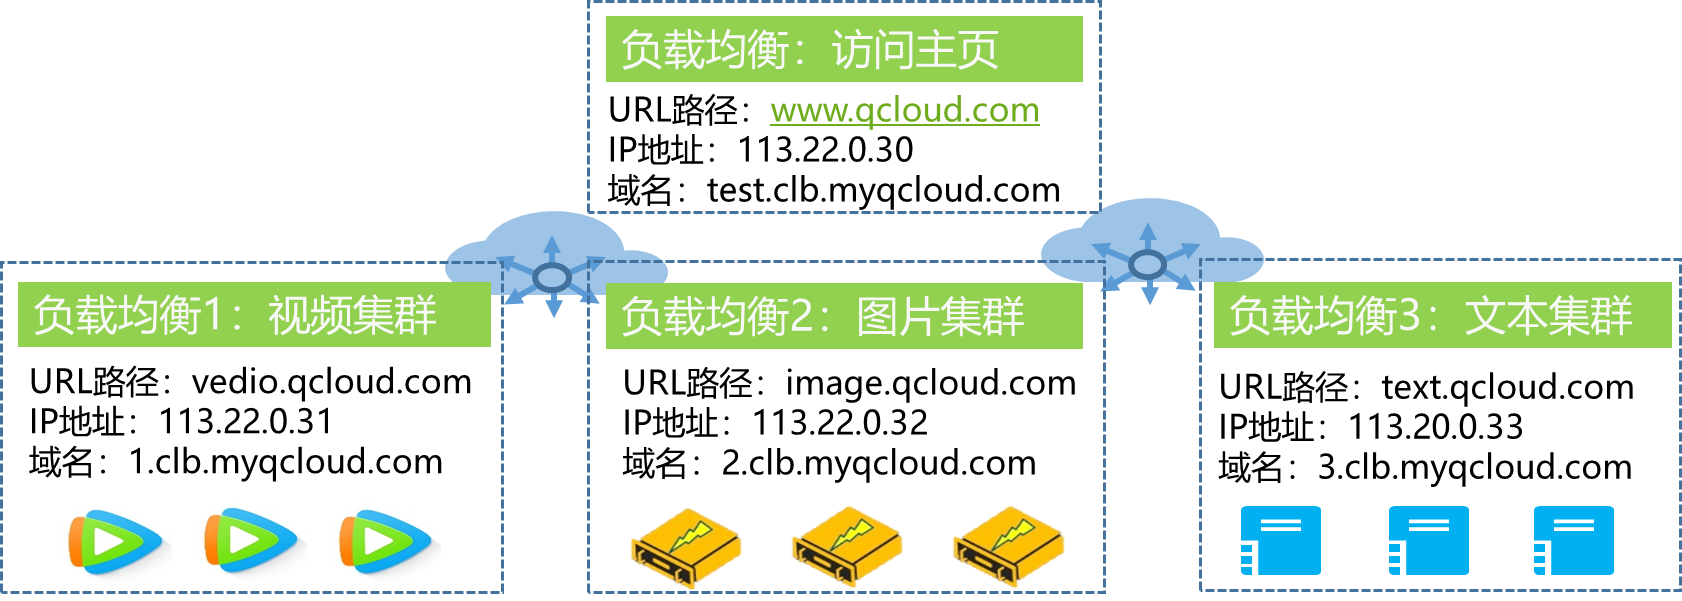 负载均衡：访问主页
URL路径：www.qcloud.com
IP地址：113.22.0.30
域名：test.clb.myqcloud.com
负载均衡1：视频集群
URL路径：vedio.qcloud.com
IP地址：113.22.0.31
域名：1.clb.myqcloud.com
负载均衡2：图片集群
URL路径：image.qcloud.com
IP地址：113.22.0.32
域名：2.clb.myqcloud.com
负载均衡3：文本集群
URL路径：text.qcloud.com
IP地址：113.20.0.33
域名：3.clb.myqcloud.com